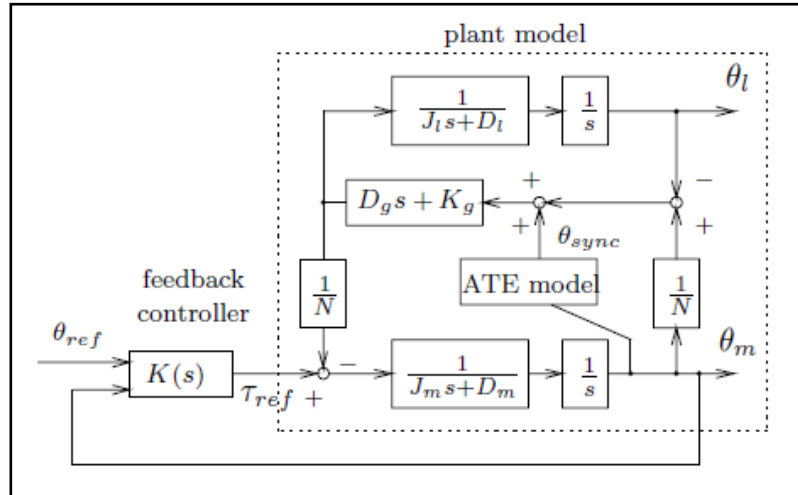 plant model
θ_l
1/(J_l s+D_l)
1/s
−
+
D_g s + K_g
+
+
θ_sync
1/N
ATE model
1/N
feedback
controller
θ_ref
θ_m
K(s)
τ_ref +
−
1/(J_m s+D_m)
1/s